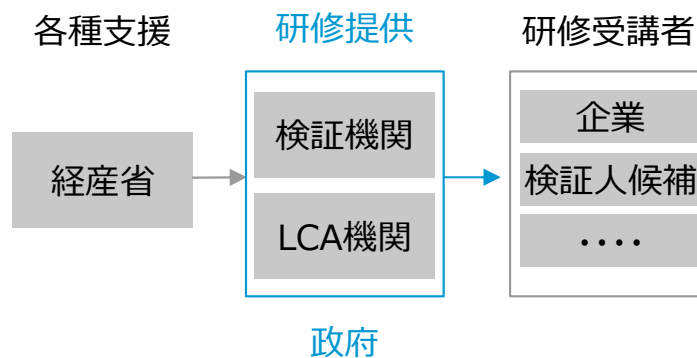 各種支援
研修提供
研修受講者
経産省
検証機関
LCA機関
企業
検証人候補
････
政府